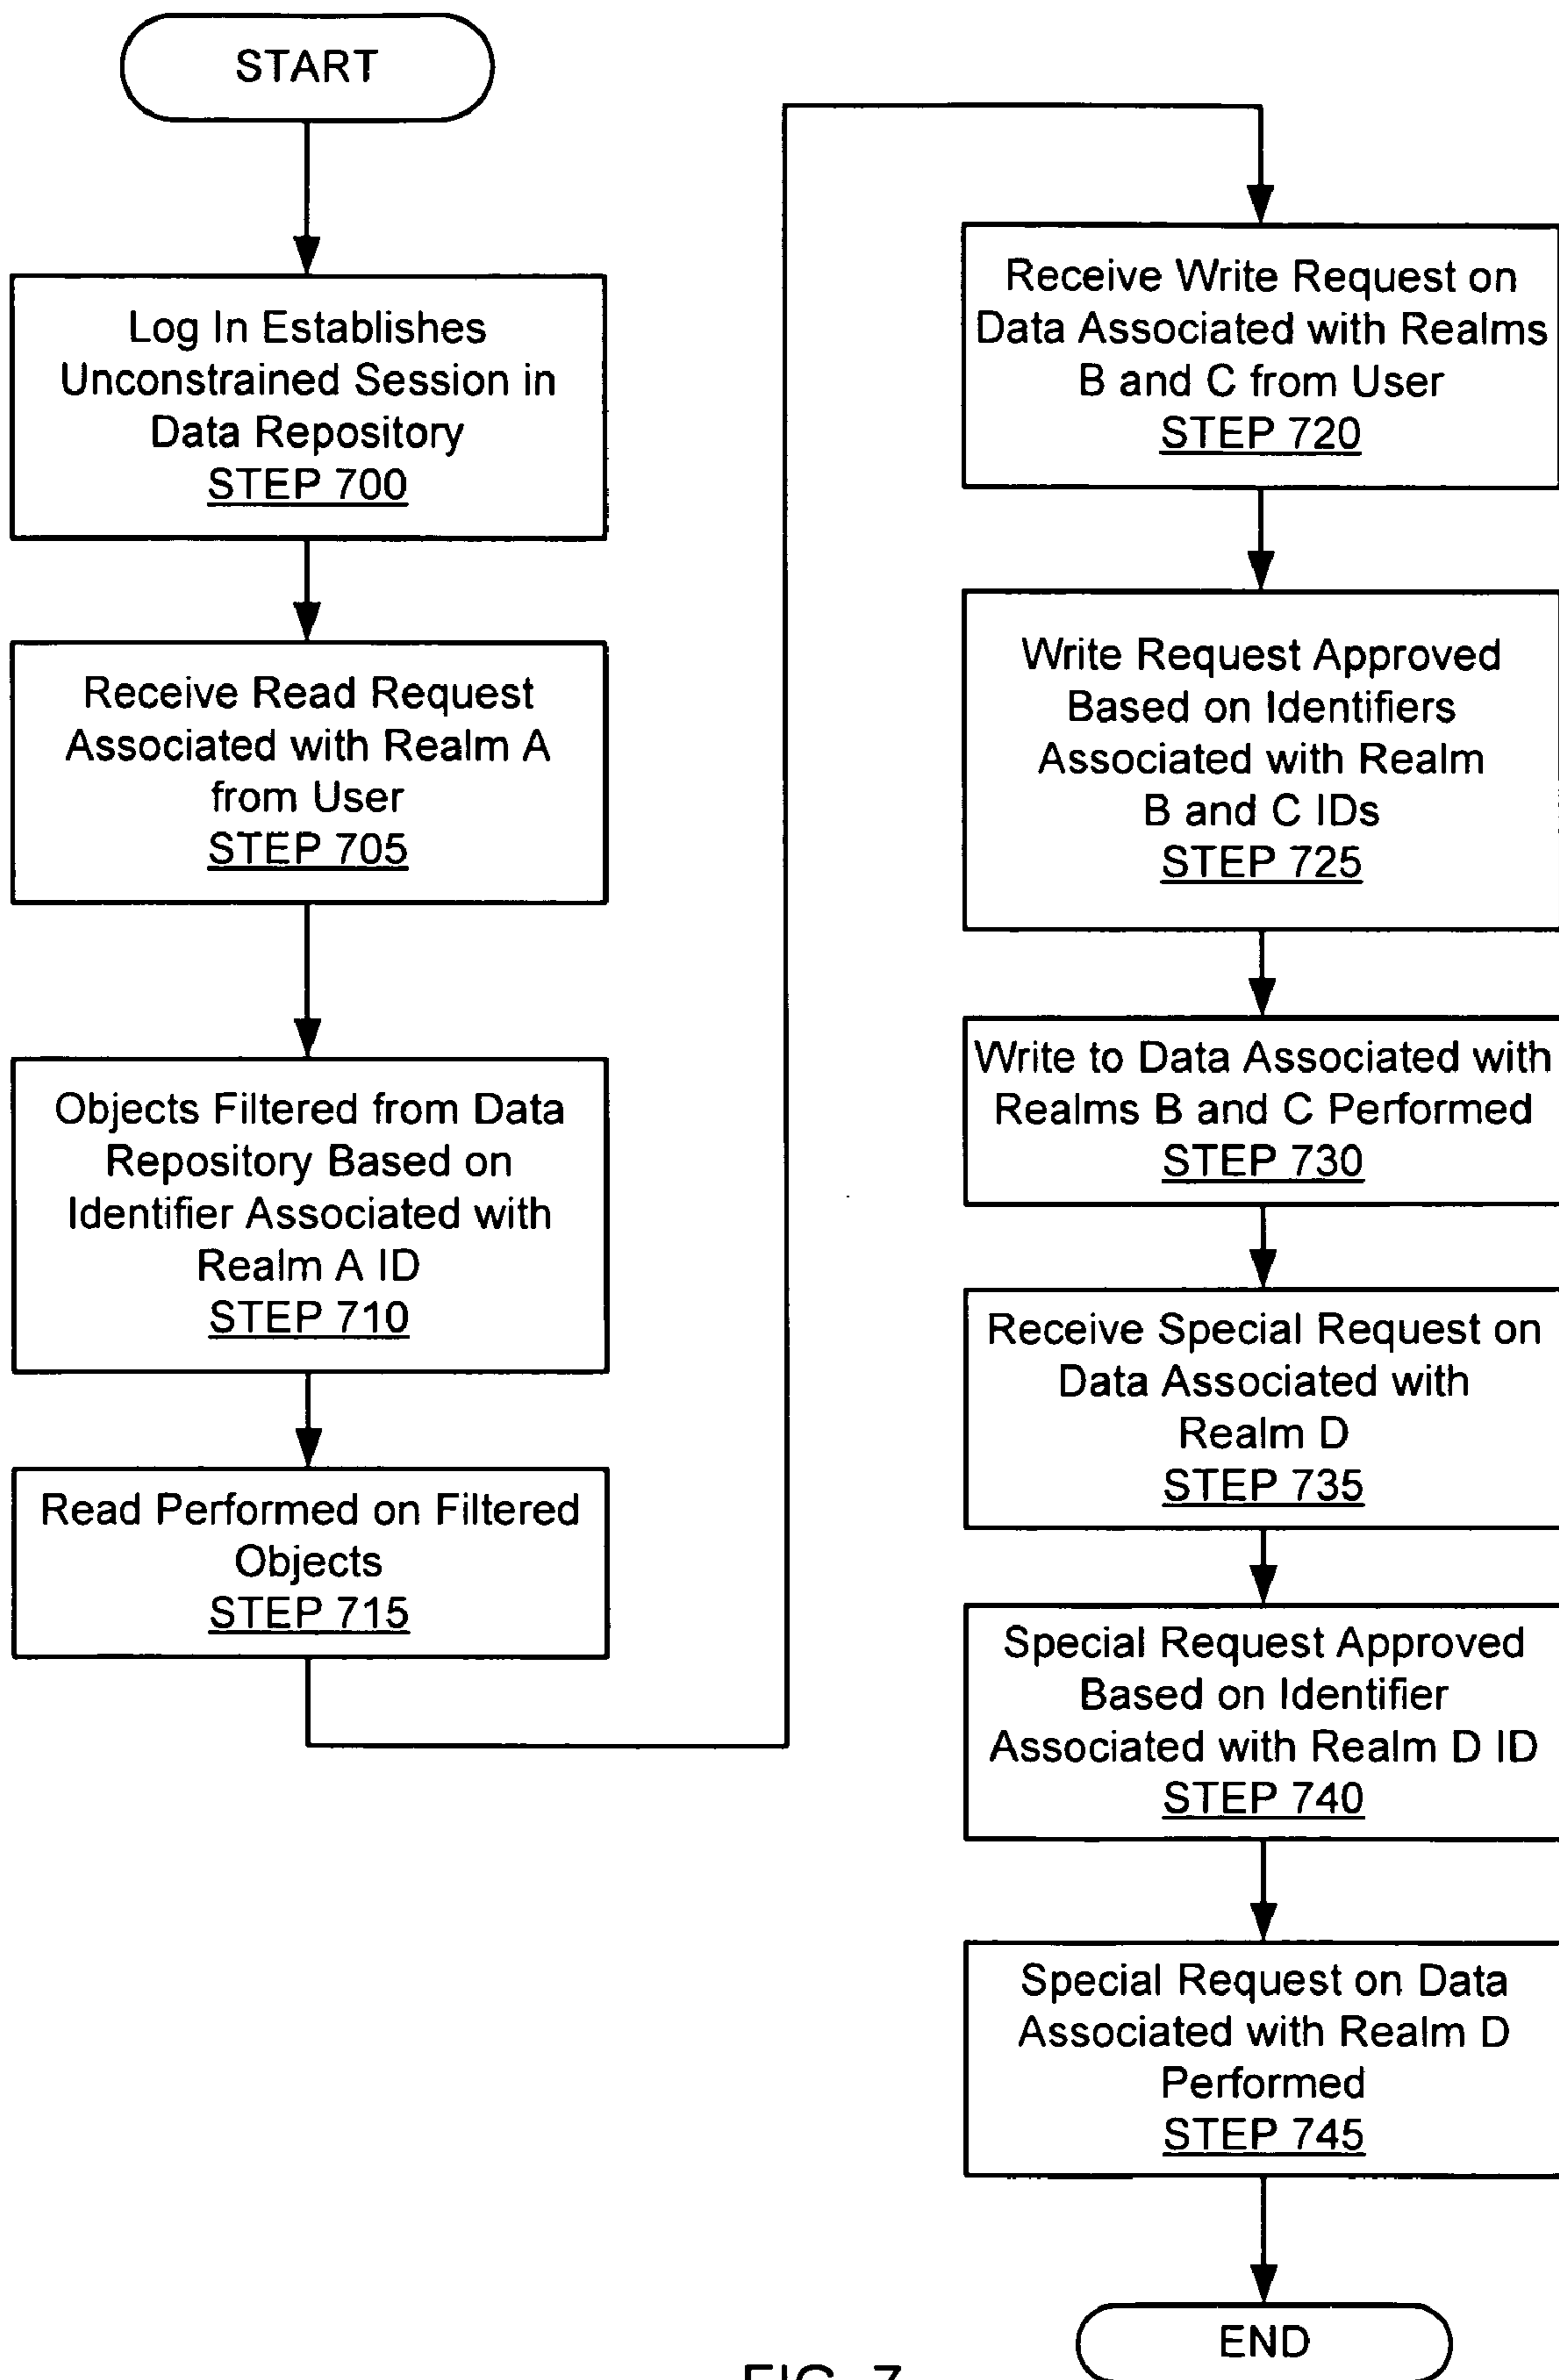 START
Log In Establishes
Unconstrained Session in
Data Repository
STEP 700
Receive Read Request
Associated with Realm A
from User
STEP 705
Objects Filtered from Data
Repository Based on
Identifier Associated with
Realm A ID
STEP 710
Read Performed on Filtered
Objects
STEP 715
Receive Write Request on
Data Associated with Realms
B and C from User
STEP 720
Write Request Approved
Based on Identifiers
Associated with Realm
B and C IDs
STEP 725
Write to Data Associated with
Realms B and C Performed
STEP 730
Receive Special Request on
Data Associated with
Realm D
STEP 735
Special Request Approved
Based on Identifier
Associated with Realm D ID
STEP 740
Special Request on Data
Associated with Realm D
Performed
STEP 745
END
FIG. 7